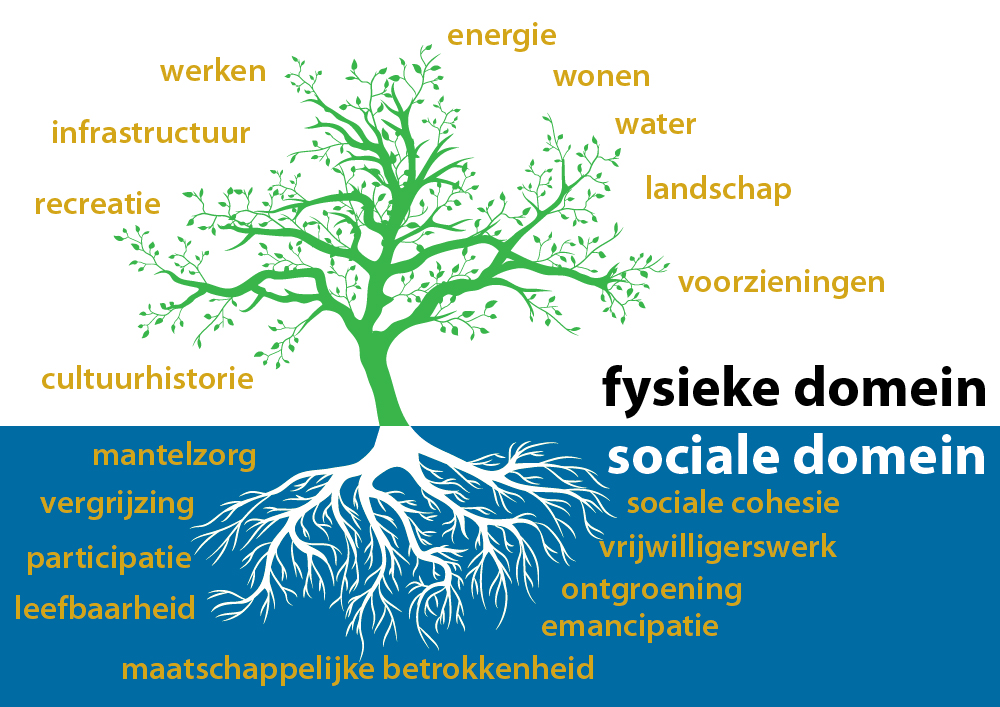 energie
werken
wonen
water
infrastructuur
landschap
recreatie
voorzieningen
cultuurhistorie
fysieke domein
sociale domein
mantelzorg
vergrijzing
sociale cohesie
vrijwilligerswerk
participatie
ontgroening
leefbaarheid
emancipatie
maatschappelijke betrokkenheid